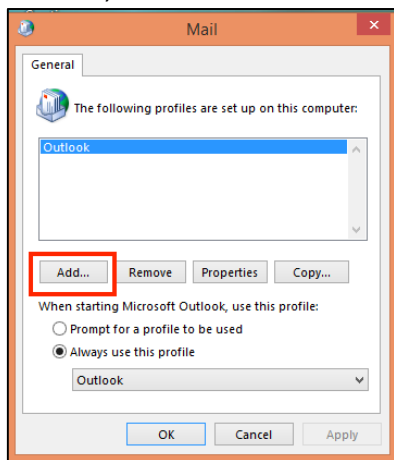 Mail
General
The following profiles are set up on this computer:
Outlook
Add... Remove Properties Copy...
When starting Microsoft Outlook, use this profile:
Prompt for a profile to be used
Always use this profile
Outlook
OK Cancel Apply